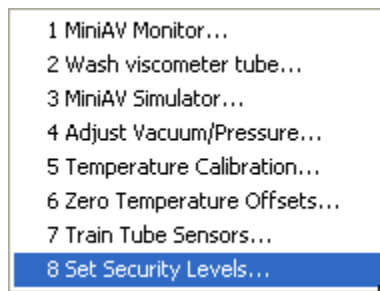 1 MiniAV Monitor...
2 Wash viscometer tube...
3 MiniAV Simulator...
4 Adjust Vacuum/Pressure...
5 Temperature Calibration...
6 Zero Temperature Offsets...
7 Train Tube Sensors...
8 Set Security Levels...